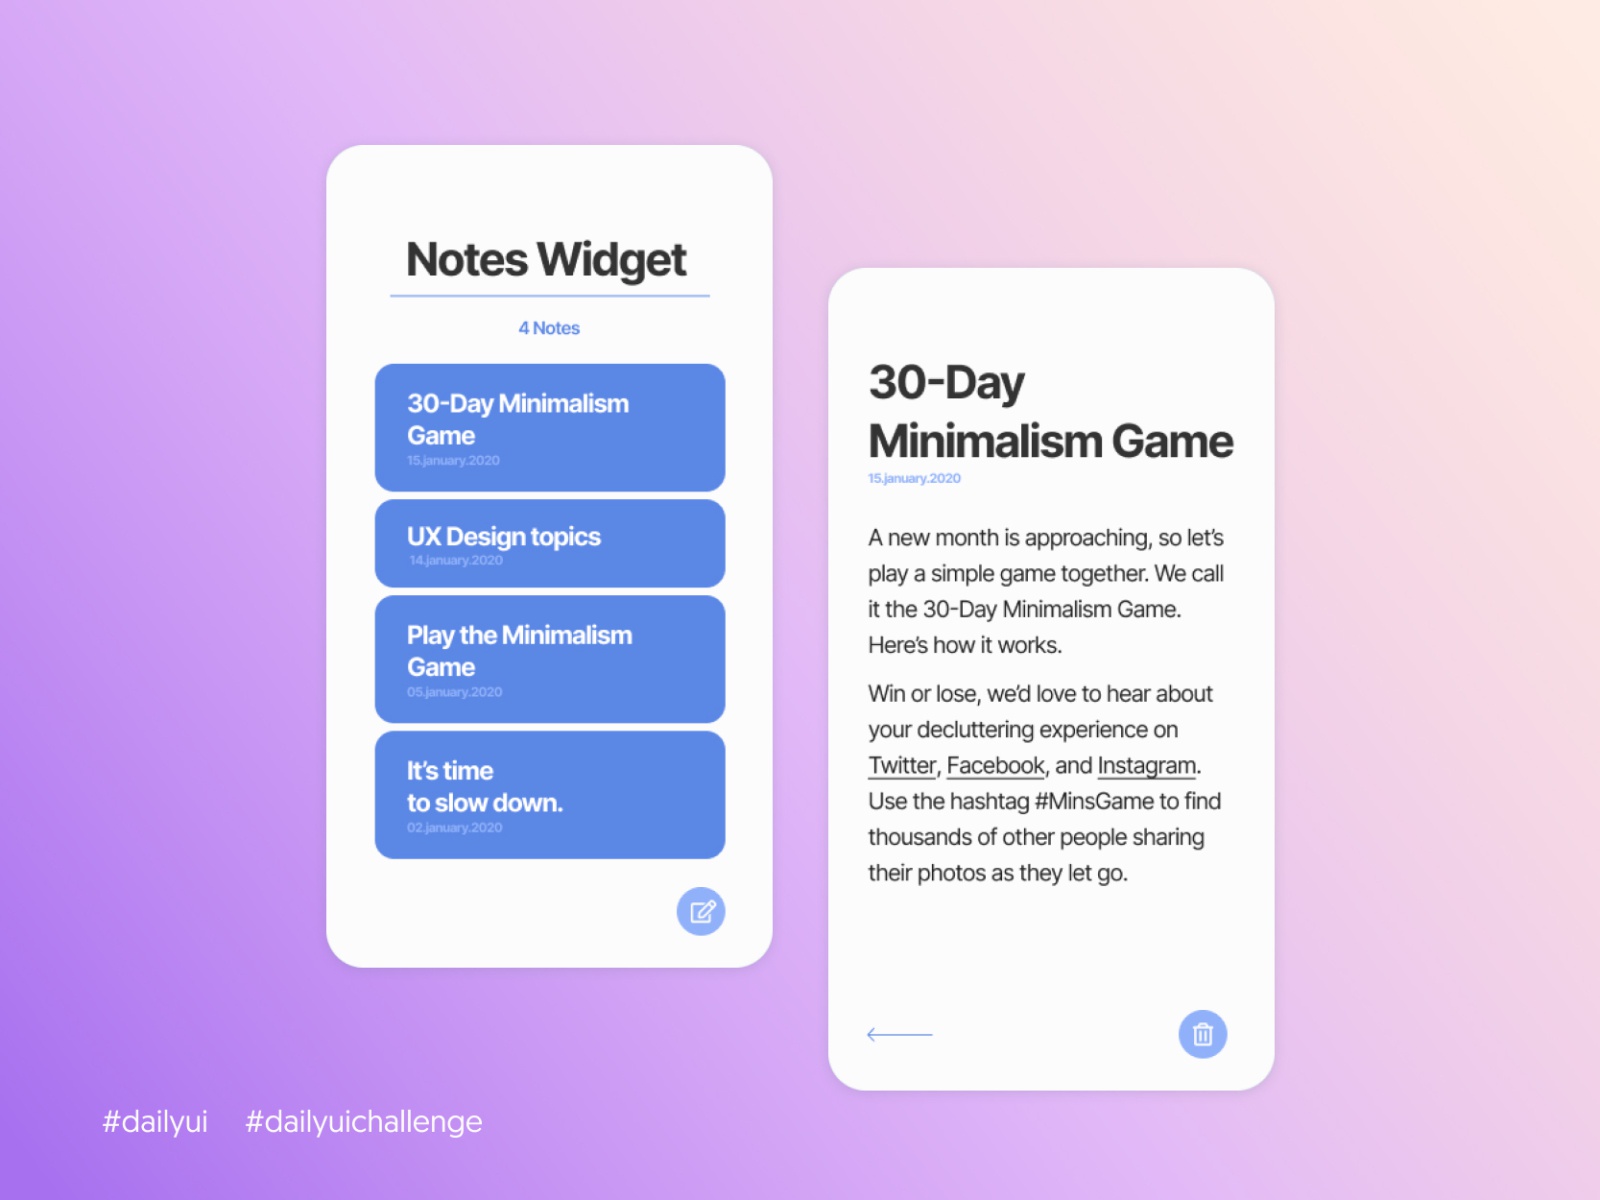 Notes Widget
4 Notes
30-Day Minimalism
Game
15.january.2020
UX Design topics
14.january.2020
Play the Minimalism
Game
05.january.2020
It’s time
to slow down.
02.january.2020
30-Day
Minimalism Game
15.january.2020
A new month is approaching, so let’s
play a simple game together. We call
it the 30-Day Minimalism Game.
Here’s how it works.
Win or lose, we’d love to hear about
your decluttering experience on
Twitter, Facebook, and Instagram.
Use the hashtag #MinsGame to find
thousands of other people sharing
their photos as they let go.
#dailyui #dailyuichallenge